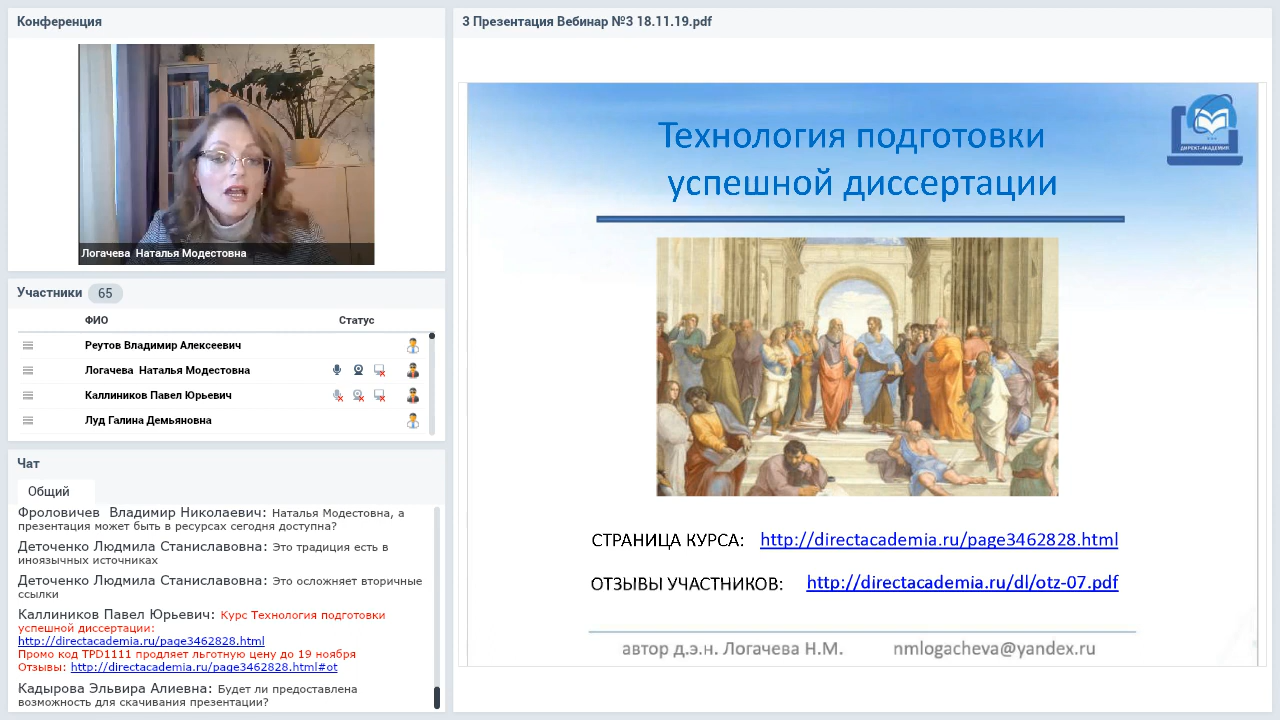 Конференция
Логачева  Наталья Модестовна
Участники 65
ФИО Статус
Реутов Владимир Алексеевич
Логачева  Наталья Модестовна
Каллиников Павел Юрьевич
Луд Галина Демьяновна
Чат
Общий
Фроловичев  Владимир Николаевич: Наталья Модестовна, а
презентация может быть в ресурсах сегодня доступна?
Деточенко Людмила Станиславовна: Это традиция есть в
иноязычных источниках
Деточенко Людмила Станиславовна: Это осложняет вторичные
ссылки
Каллиников Павел Юрьевич: Курс Технология подготовки
успешной диссертации:
http://directacademia.ru/page3462828.html
Промо код TPD1111 продляет льготную цену до 19 ноября
Отзывы: http://directacademia.ru/page3462828.html#ot
Кадырова Эльвира Алиевна: Будет ли предоставлена
возможность для скачивания презентации?
3 Презентация Вебинар №3 18.11.19.pdf
ДИРЕКТ-АКАДЕМИЯ
Технология подготовки
успешной диссертации
СТРАНИЦА КУРСА: http://directacademia.ru/page3462828.html
ОТЗЫВЫ УЧАСТНИКОВ: http://directacademia.ru/dl/otz-07.pdf
автор д.э.н. Логачева Н.М. nmlogacheva@yandex.ru